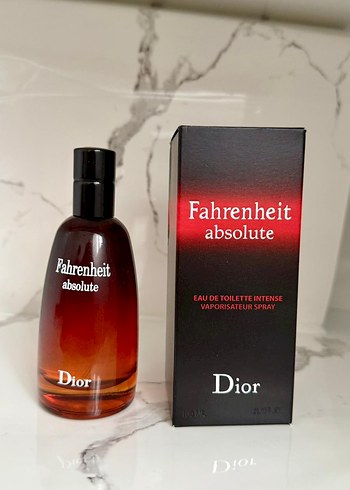 Fahrenheit
absolute
Dior
Fahrenheit
absolute
EAU DE TOILETTE INTENSE
VAPORISATEUR SPRAY
Dior